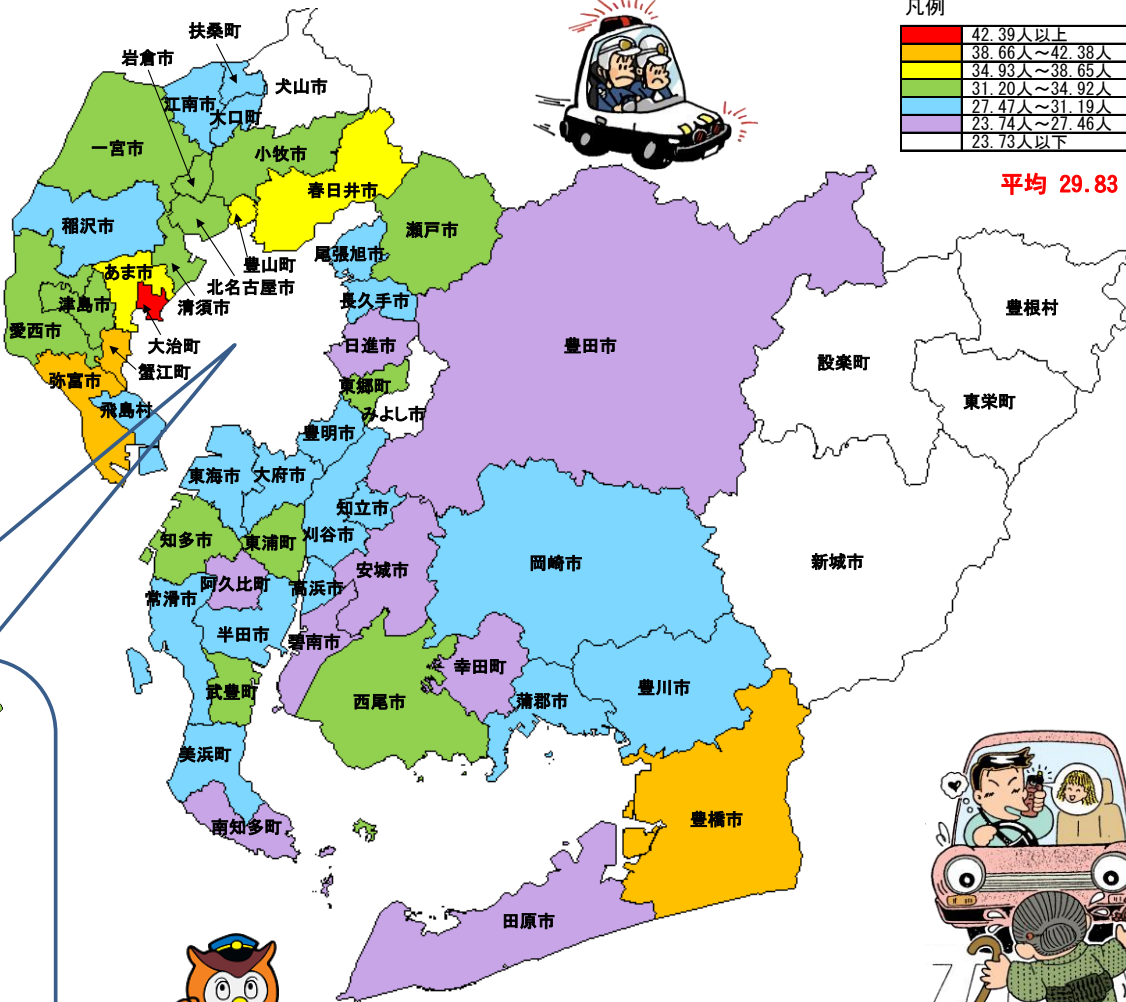 凡例
42.39人以上
38.66人～42.38人
34.93人～38.65人
31.20人～34.92人
27.47人～31.19人
23.74人～27.46人
23.73人以下
平均 29.83
扶桑町
岩倉市
犬山市
江南市
大口町
一宮市
小牧市
春日井市
稲沢市
瀬戸市
尾張旭市
豊山町
あま市
北名古屋市
津島市
清須市
長久手市
愛西市
大治町
日進市
豊田市
豊根村
設楽町
蟹江町
弥富市
東郷町
東栄町
飛島村
みよし市
豊明市
東海市
大府市
知立市
刈谷市
知多市
東浦町
岡崎市
新城市
安城市
阿久比町
高浜市
常滑市
半田市
碧南市
幸田町
豊川市
武豊町
西尾市
蒲郡市
美浜町
豊橋市
南知多町
田原市